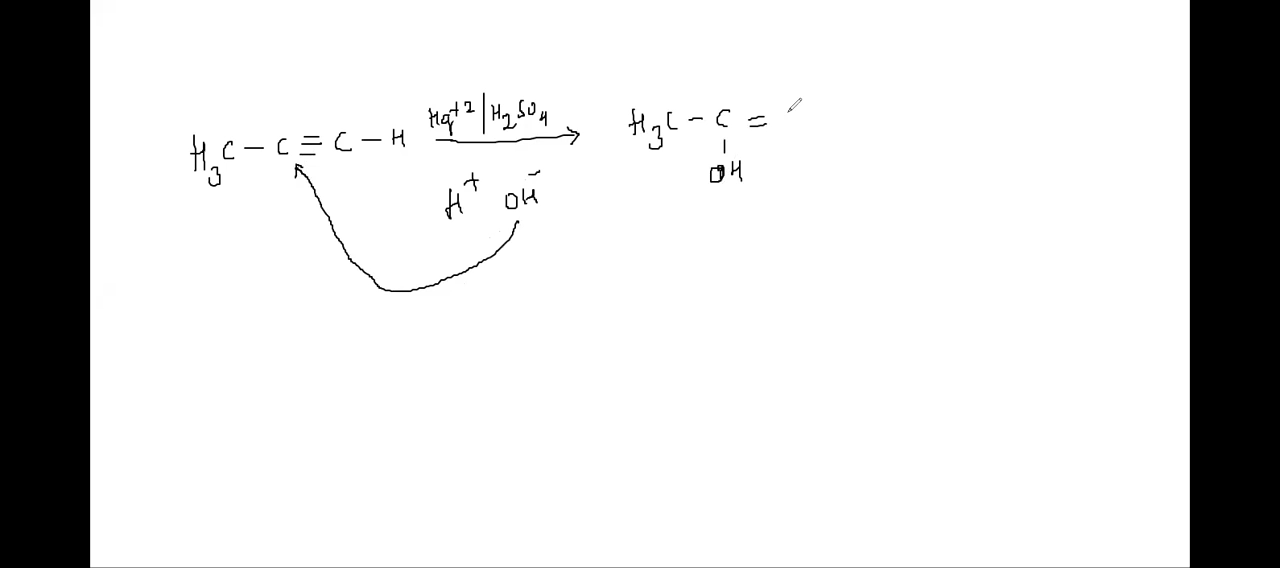 H₃C – C ≡ C – H Hg⁺² | H₂SO₄ H₃C – C =
OH
H⁺ OH⁻